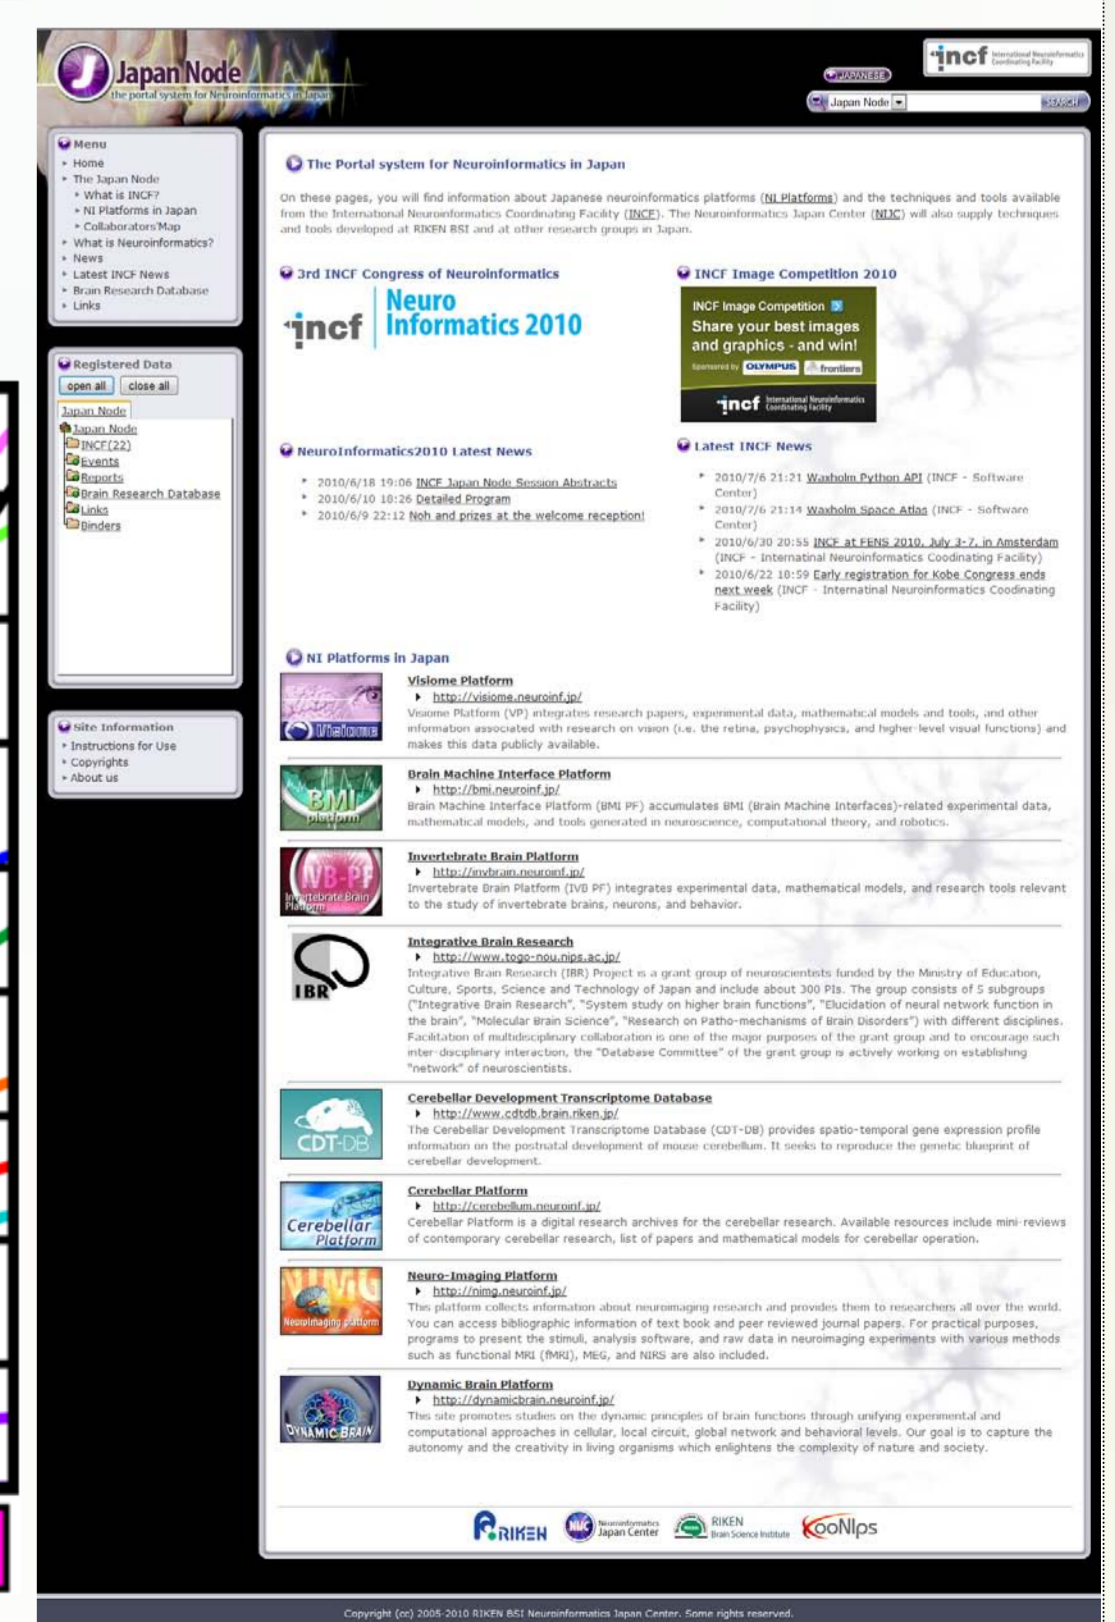 Japan Node
the portal system for Neuroinformatics in Japan
JAPANESE
incf International Neuroinformatics
Coordinating Facility
Japan Node
SEARCH
Menu
Home
The Japan Node
What is INCF?
NI Platforms in Japan
Collaborators'Map
What is Neuroinformatics?
News
Latest INCF News
Brain Research Database
Links
Registered Data
open all close all
Japan Node
Japan Node
INCF(22)
Events
Reports
Brain Research Database
Links
Binders
Site Information
Instructions for Use
Copyrights
About us
The Portal system for Neuroinformatics in Japan
On these pages, you will find information about Japanese neuroinformatics platforms (NI Platforms) and the techniques and tools available
from the International Neuroinformatics Coordinating Facility (INCF). The Neuroinformatics Japan Center (NIJC) will also supply techniques
and tools developed at RIKEN BSI and at other research groups in Japan.
3rd INCF Congress of Neuroinformatics
incf
Neuro
Informatics 2010
INCF Image Competition 2010
INCF Image Competition
Share your best images
and graphics - and win!
Sponsored by OLYMPUS frontiers
incf International Neuroinformatics
Coordinating Facility
NeuroInformatics2010 Latest News
2010/6/18 19:06 INCF Japan Node Session Abstracts
2010/6/10 18:26 Detailed Program
2010/6/9 22:12 Noh and prizes at the welcome reception!
Latest INCF News
2010/7/6 21:21 Waxholm Python API (INCF - Software
Center)
2010/7/6 21:14 Waxholm Space Atlas (INCF - Software
Center)
2010/6/30 20:55 INCF at FENS 2010, July 3-7, in Amsterdam
(INCF - Internatinal Neuroinformatics Coodinating Facility)
2010/6/22 18:59 Early registration for Kobe Congress ends
next week (INCF - Internatinal Neuroinformatics Coodinating
Facility)
NI Platforms in Japan
Visiome
Visiome Platform
http://visiome.neuroinf.jp/
Visiome Platform (VP) integrates research papers, experimental data, mathematical models and tools, and other
information associated with research on vision (i.e. the retina, psychophysics, and higher-level visual functions) and
makes this data publicly available.
BMI
platform
Brain Machine Interface Platform
http://bmi.neuroinf.jp/
Brain Machine Interface Platform (BMI PF) accumulates BMI (Brain Machine Interfaces)-related experimental data,
mathematical models, and tools generated in neuroscience, computational theory, and robotics.
IVB-PF
Invertebrate Brain
Platform
Invertebrate Brain Platform
http://invbrain.neuroinf.jp/
Invertebrate Brain Platform (IVB PF) integrates experimental data, mathematical models, and research tools relevant
to the study of invertebrate brains, neurons, and behavior.
IBR
Integrative Brain Research
http://www.togo-nou.nips.ac.jp/
Integrative Brain Research (IBR) Project is a grant group of neuroscientists funded by the Ministry of Education,
Culture, Sports, Science and Technology of Japan and include about 300 PIs. The group consists of 5 subgroups
("Integrative Brain Research", "System study on higher brain functions", "Elucidation of neural network function in
the brain", "Molecular Brain Science", "Research on Patho-mechanisms of Brain Disorders") with different disciplines.
Facilitation of multidisciplinary collaboration is one of the major purposes of the grant group and to encourage such
inter-disciplinary interaction, the "Database Committee" of the grant group is actively working on establishing
"network" of neuroscientists.
CDT-DB
Cerebellar Development Transcriptome Database
http://www.cdtdb.brain.riken.jp/
The Cerebellar Development Transcriptome Database (CDT-DB) provides spatio-temporal gene expression profile
information on the postnatal development of mouse cerebellum. It seeks to reproduce the genetic blueprint of
cerebellar development.
Cerebellar
Platform
Cerebellar Platform
http://cerebellum.neuroinf.jp/
Cerebellar Platform is a digital research archives for the cerebellar research. Available resources include mini-reviews
of contemporary cerebellar research, list of papers and mathematical models for cerebellar operation.
NIMG
NeuroImaging platform
Neuro-Imaging Platform
http://nimg.neuroinf.jp/
This platform collects information about neuroimaging research and provides them to researchers all over the world.
You can access bibliographic information of text book and peer reviewed journal papers. For practical purposes,
programs to present the stimuli, analysis software, and raw data in neuroimaging experiments with various methods
such as functional MRI (fMRI), MEG, and NIRS are also included.
DYNAMIC BRAIN
Dynamic Brain Platform
http://dynamicbrain.neuroinf.jp/
This site promotes studies on the dynamic principles of brain functions through unifying experimental and
computational approaches in cellular, local circuit, global network and behavioral levels. Our goal is to capture the
autonomy and the creativity in living organisms which enlightens the complexity of nature and society.
RIKEN
NIJC Neuroinformatics
Japan Center
RIKEN
Brain Science Institute
XooNIps
Copyright (cc) 2005-2010 RIKEN BSI Neuroinformatics Japan Center. Some rights reserved.